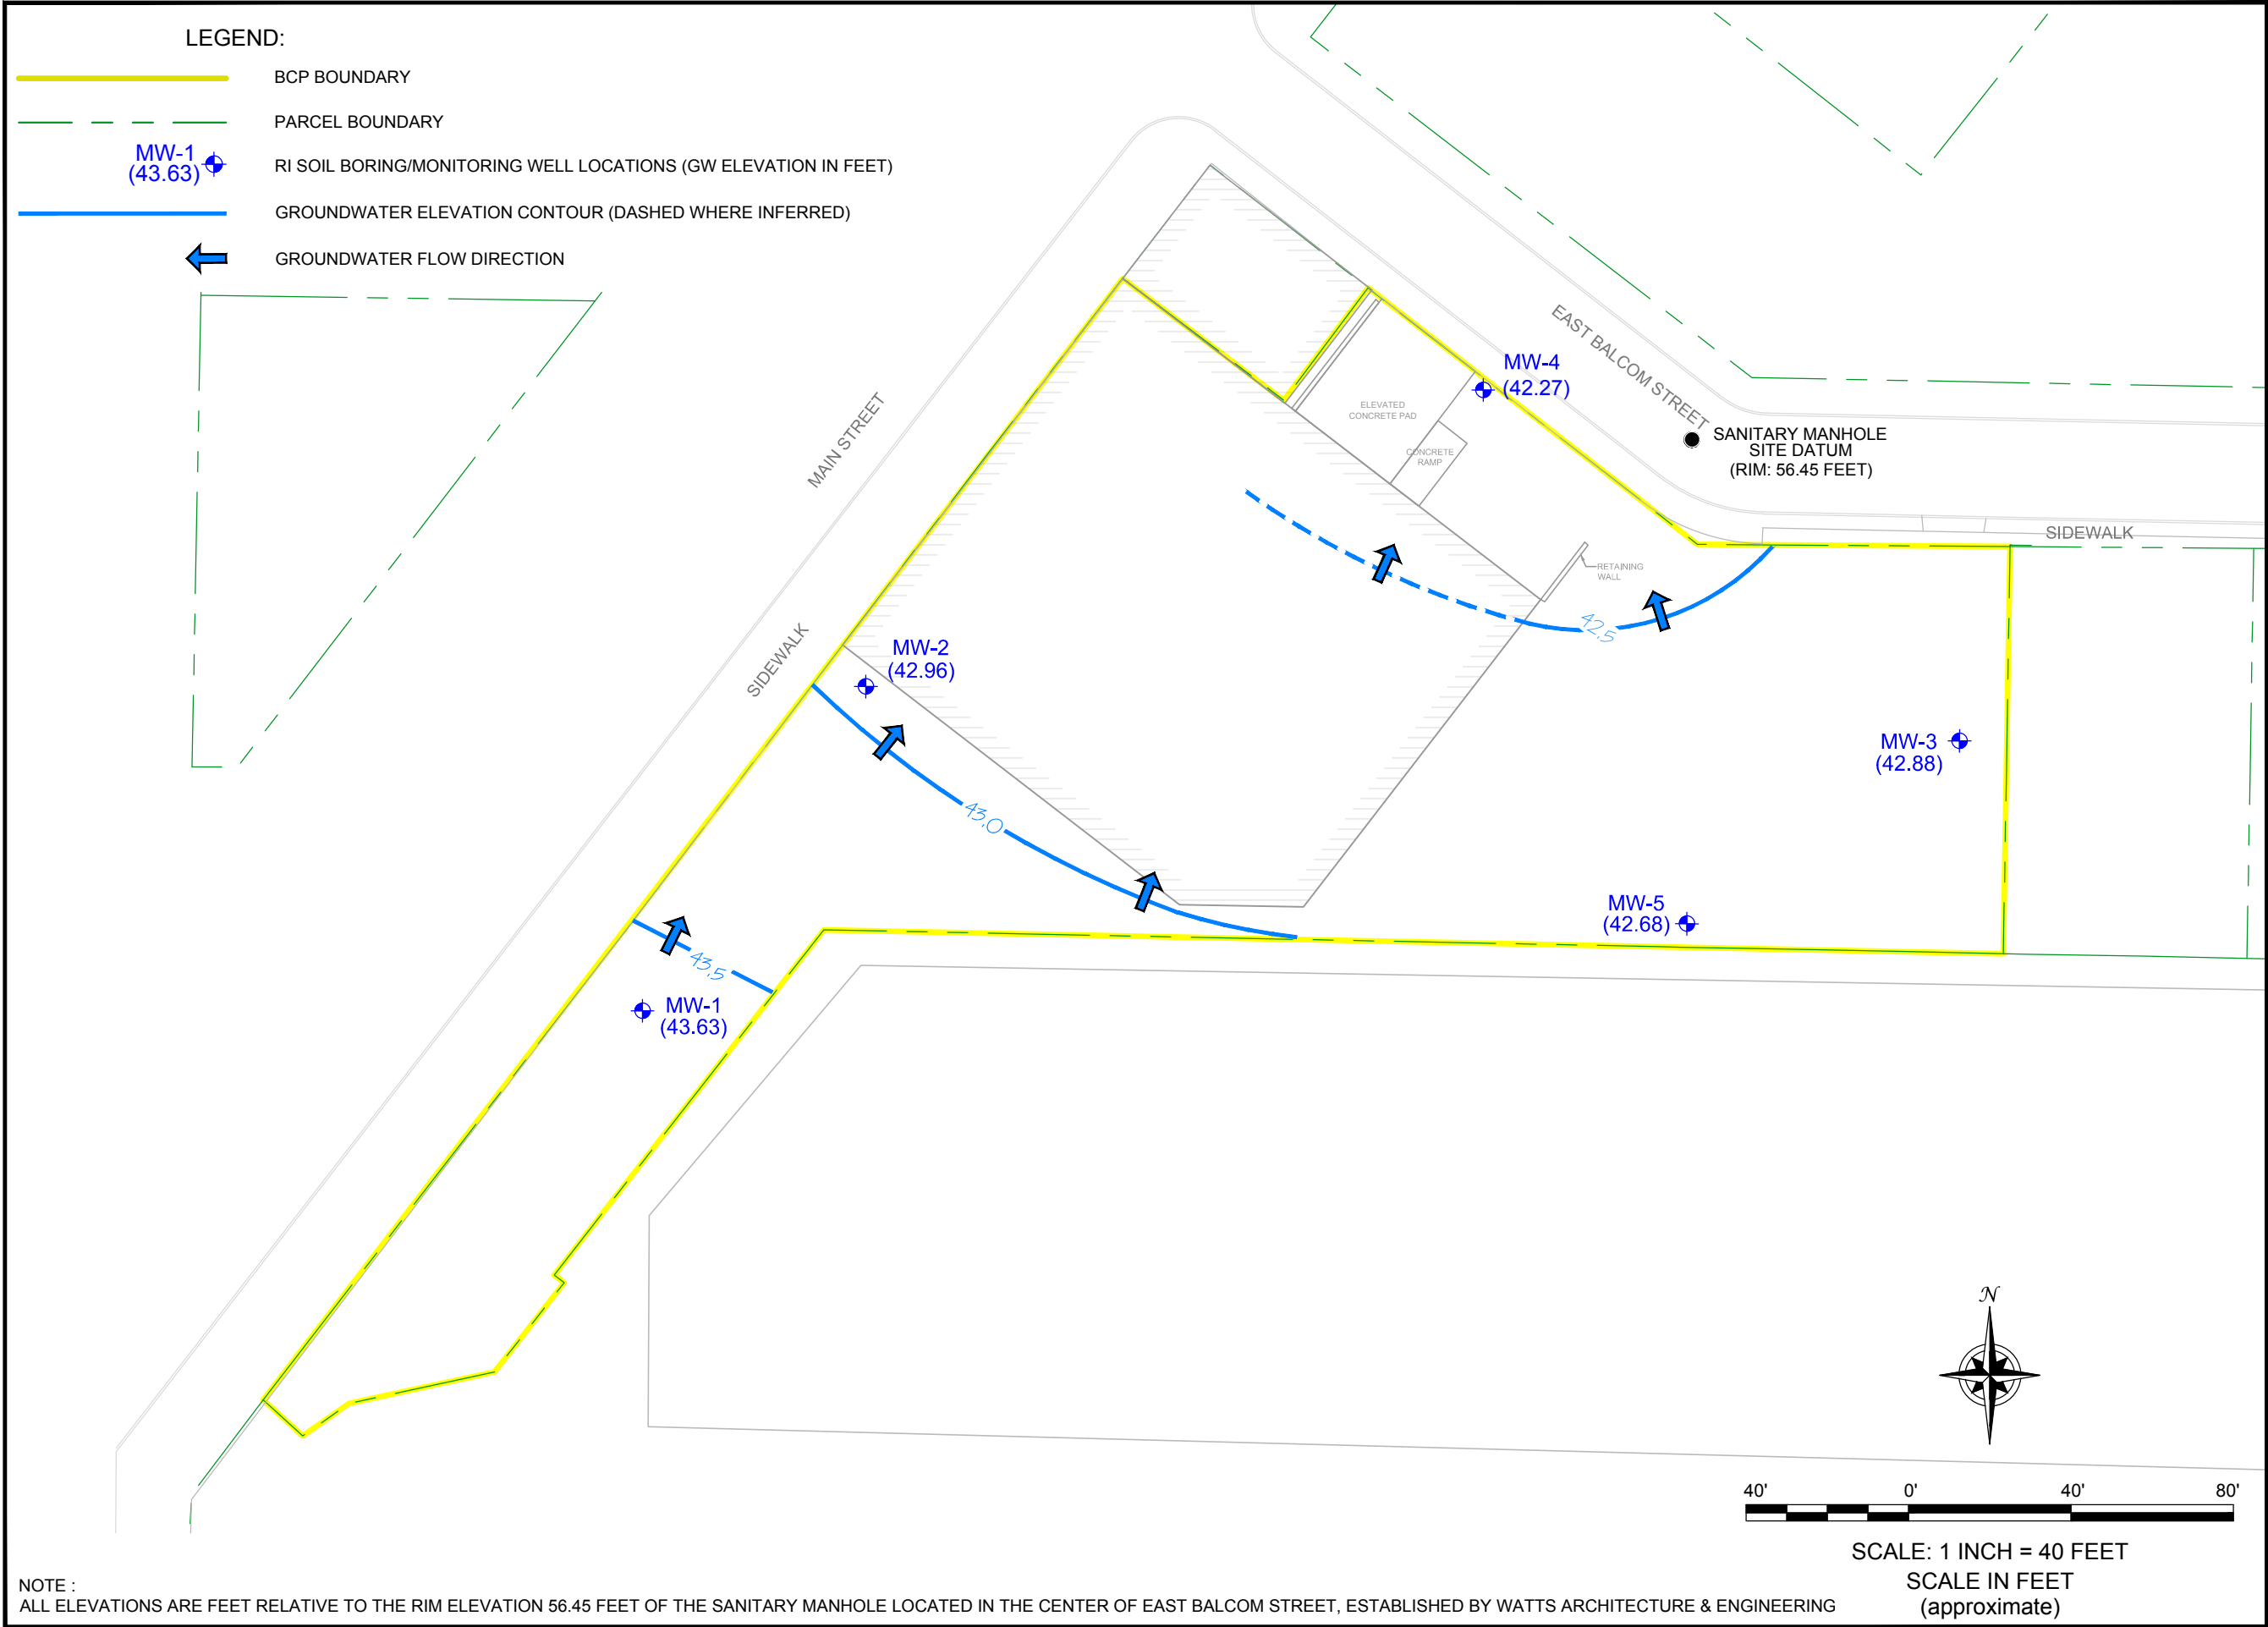 LEGEND:
BCP BOUNDARY
PARCEL BOUNDARY
MW-1
(43.63)
RI SOIL BORING/MONITORING WELL LOCATIONS (GW ELEVATION IN FEET)
GROUNDWATER ELEVATION CONTOUR (DASHED WHERE INFERRED)
GROUNDWATER FLOW DIRECTION
EAST BALCOM STREET
MW-4
(42.27)
ELEVATED
CONCRETE PAD
MAIN STREET
CONCRETE
RAMP
SANITARY MANHOLE
SITE DATUM
(RIM: 56.45 FEET)
SIDEWALK
RETAINING
WALL
42.5
SIDEWALK
MW-2
(42.96)
MW-3
(42.88)
43.0
MW-5
(42.68)
43.5
MW-1
(43.63)
N
40'
0'
40'
80'
SCALE: 1 INCH = 40 FEET
SCALE IN FEET
(approximate)
NOTE :
ALL ELEVATIONS ARE FEET RELATIVE TO THE RIM ELEVATION 56.45 FEET OF THE SANITARY MANHOLE LOCATED IN THE CENTER OF EAST BALCOM STREET, ESTABLISHED BY WATTS ARCHITECTURE & ENGINEERING